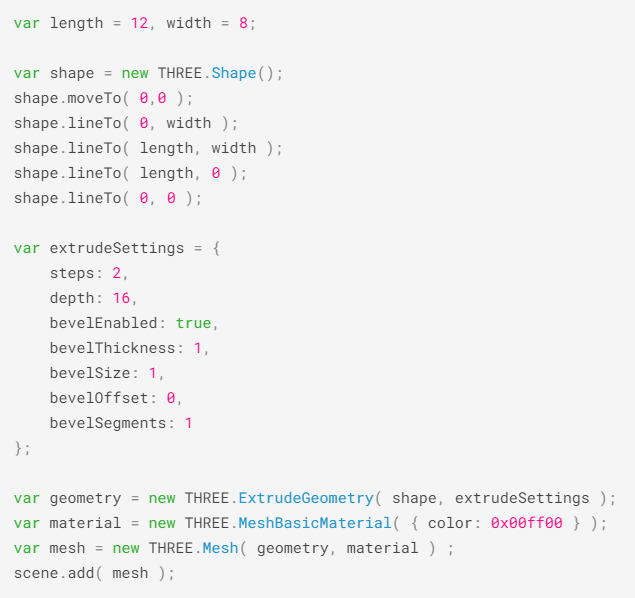 var length = 12, width = 8;

var shape = new THREE.Shape();
shape.moveTo( 0,0 );
shape.lineTo( 0, width );
shape.lineTo( length, width );
shape.lineTo( length, 0 );
shape.lineTo( 0, 0 );

var extrudeSettings = {
    steps: 2,
    depth: 16,
    bevelEnabled: true,
    bevelThickness: 1,
    bevelSize: 1,
    bevelOffset: 0,
    bevelSegments: 1
};

var geometry = new THREE.ExtrudeGeometry( shape, extrudeSettings );
var material = new THREE.MeshBasicMaterial( { color: 0x00ff00 } );
var mesh = new THREE.Mesh( geometry, material ) ;
scene.add( mesh );